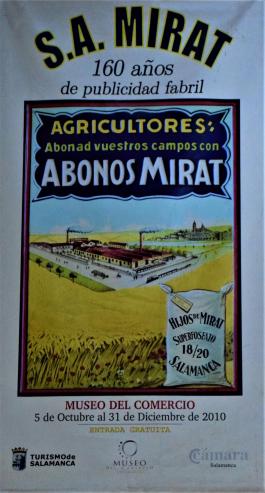 S.A. MIRAT
160 años
de publicidad fabril
AGRICULTORES:
Abonad vuestros campos con
ABONOS MIRAT
HIJOS DE MIRAT
SUPERFOSFATO
18/20
SALAMANCA
MUSEO DEL COMERCIO
5 de Octubre al 31 de Diciembre de 2010
ENTRADA GRATUITA
TURISMOde
SALAMANCA
MUSEO
Cámara
Salamanca